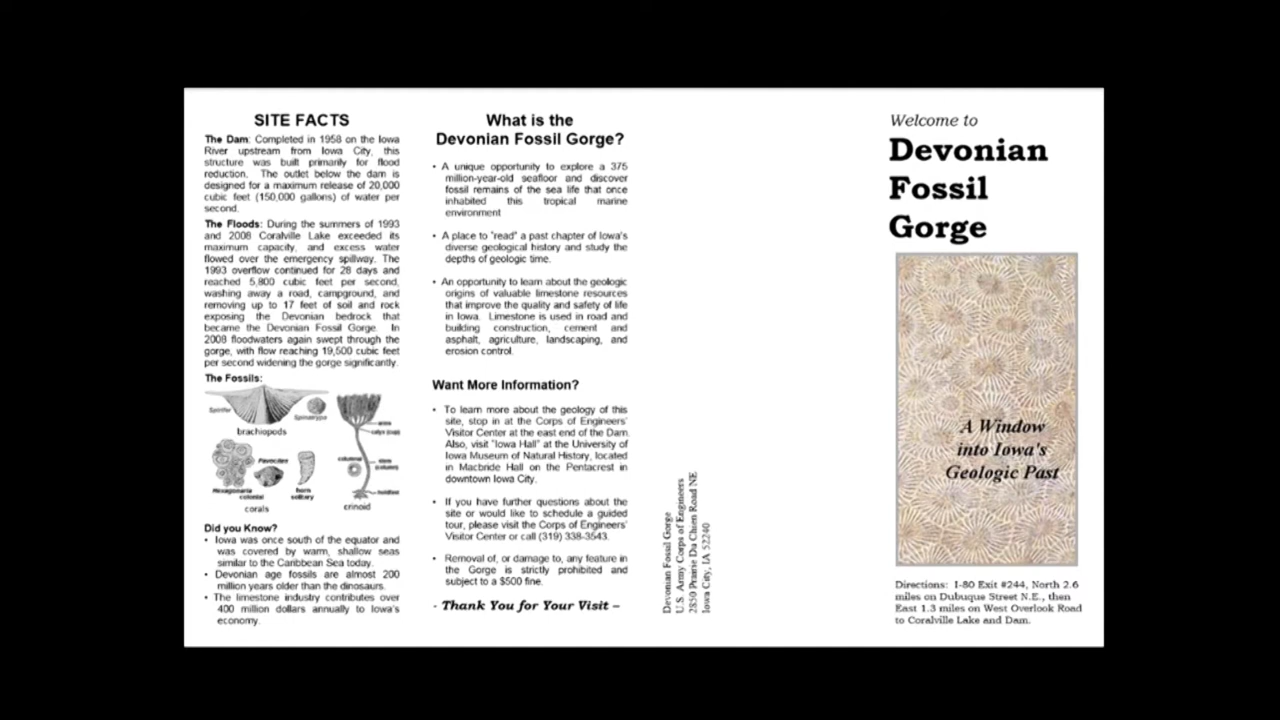 SITE FACTS
The Dam: Completed in 1958 on the Iowa
River upstream from Iowa City, this
structure was built primarily for flood
reduction. The outlet below the dam is
designed for a maximum release of 20,000
cubic feet (150,000 gallons) of water per
second.
The Floods: During the summers of 1993
and 2008 Coralville Lake exceeded its
maximum capacity, and excess water
flowed over the emergency spillway. The
1993 overflow continued for 28 days and
reached 5,800 cubic feet per second,
washing away a road, campground, and
removing up to 17 feet of soil and rock
exposing the Devonian bedrock that
became the Devonian Fossil Gorge. In
2008 floodwaters again swept through the
gorge, with flow reaching 19,500 cubic feet
per second widening the gorge significantly.
The Fossils:
Spirifer
Spinatrypa
brachiopods
Favosites
Hexagonaria
colonial
horn
solitary
corals
arms
columnal
stem
(column)
holdfast
crinoid
Did you Know?
• Iowa was once south of the equator and
was covered by warm, shallow seas
similar to the Caribbean Sea today.
• Devonian age fossils are almost 200
million years older than the dinosaurs.
• The limestone industry contributes over
400 million dollars annually to Iowa's
economy.
What is the
Devonian Fossil Gorge?
• A unique opportunity to explore a 375
million-year-old seafloor and discover
fossil remains of the sea life that once
inhabited this tropical marine
environment
• A place to "read" a past chapter of Iowa's
diverse geological history and study the
depths of geologic time.
• An opportunity to learn about the geologic
origins of valuable limestone resources
that improve the quality and safety of life
in Iowa. Limestone is used in road and
building construction, cement and
asphalt, agriculture, landscaping, and
erosion control.
Want More Information?
• To learn more about the geology of this
site, stop in at the Corps of Engineers'
Visitor Center at the east end of the Dam.
Also, visit "Iowa Hall" at the University of
Iowa Museum of Natural History, located
in Macbride Hall on the Pentacrest in
downtown Iowa City.
• If you have further questions about the
site or would like to schedule a guided
tour, please visit the Corps of Engineers'
Visitor Center or call (319) 338-3543.
• Removal of, or damage to, any feature in
the Gorge is strictly prohibited and
subject to a $500 fine.
- Thank You for Your Visit –
Devonian Fossil Gorge
U.S. Army Corps of Engineers
2850 Prairie Du Chien Road NE
Iowa City, IA 52240
Welcome to
Devonian
Fossil
Gorge
A Window
into Iowa's
Geologic Past
Directions: I-80 Exit #244, North 2.6
miles on Dubuque Street N.E., then
East 1.3 miles on West Overlook Road
to Coralville Lake and Dam.